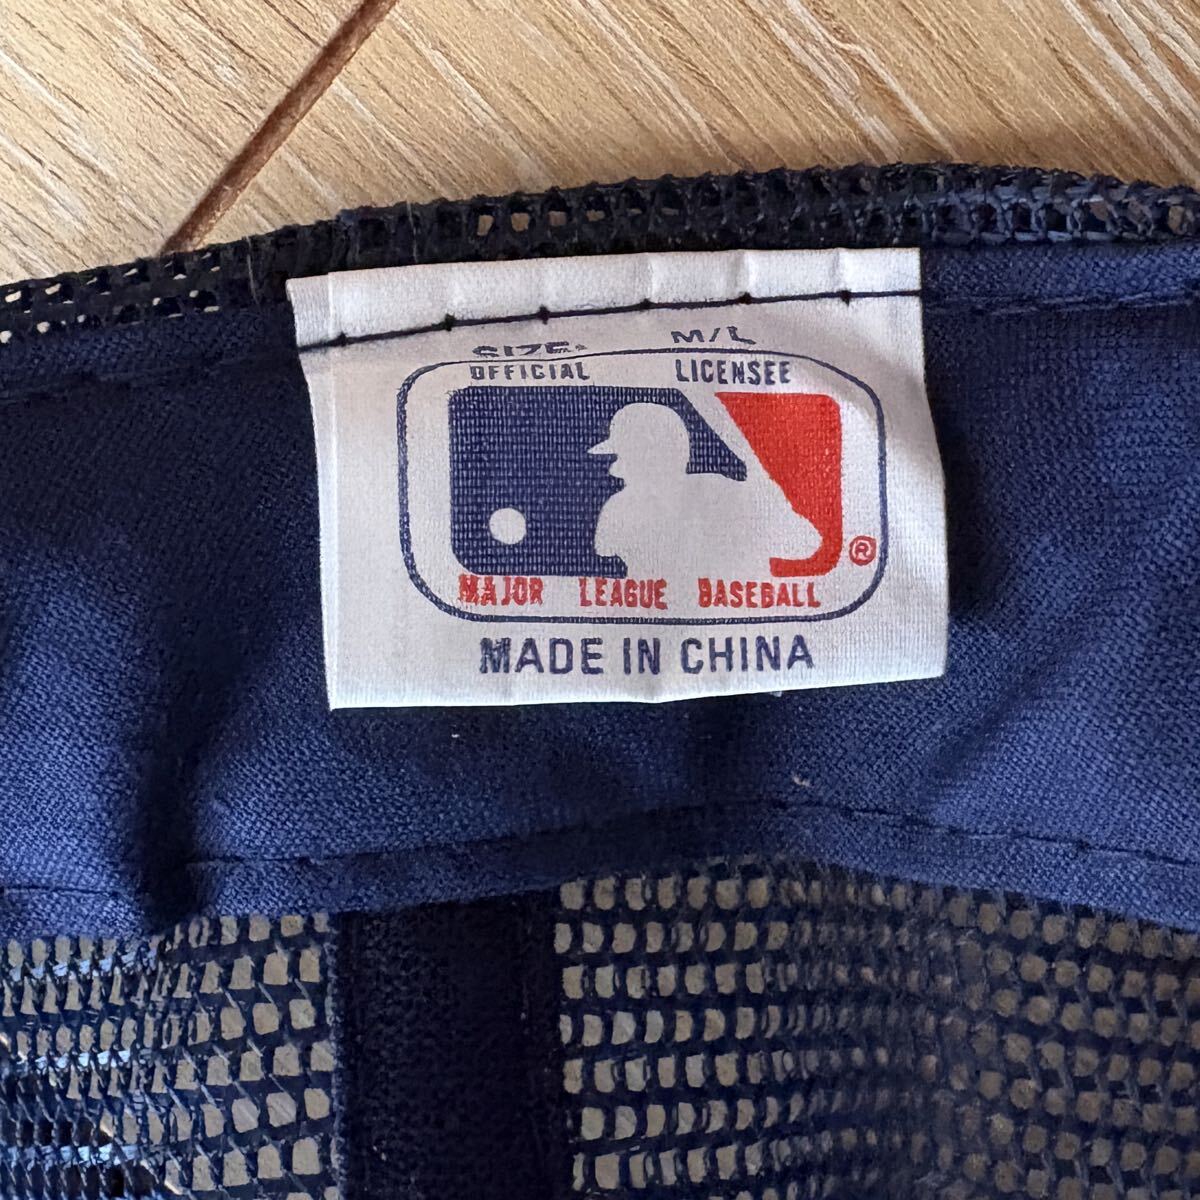 SIZE: M/L
OFFICIAL LICENSEE
®
MAJOR LEAGUE BASEBALL
MADE IN CHINA